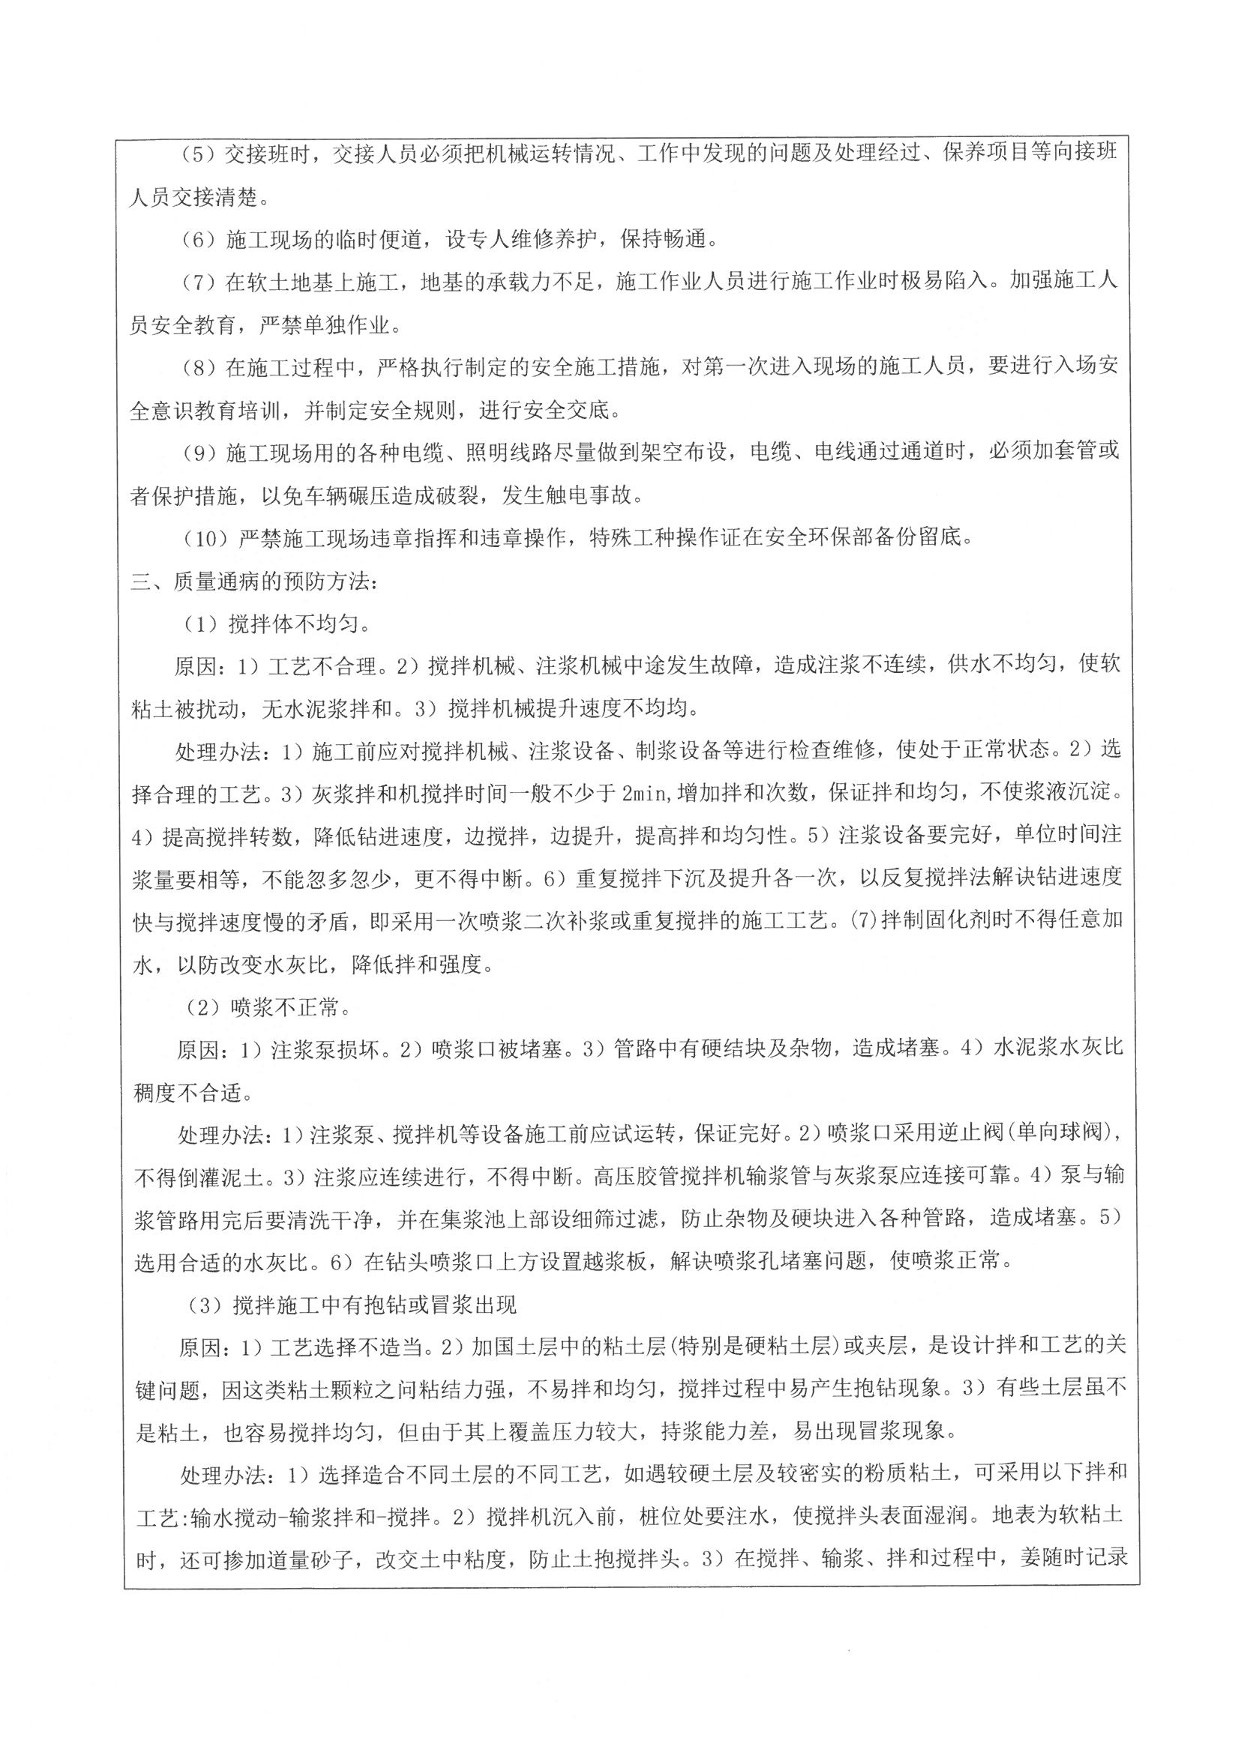 （5）交接班时，交接人员必须把机械运转情况、工作中发现的问题及处理经过、保养项目等向接班
人员交接清楚。
（6）施工现场的临时便道，设专人维修养护，保持畅通。
（7）在软土地基上施工，地基的承载力不足，施工作业人员进行施工作业时极易陷入。加强施工人
员安全教育，严禁单独作业。
（8）在施工过程中，严格执行制定的安全施工措施，对第一次进入现场的施工人员，要进行入场安
全意识教育培训，并制定安全规则，进行安全交底。
（9）施工现场用的各种电缆、照明线路尽量做到架空布设，电缆、电线通过通道时，必须加套管或
者保护措施，以免车辆碾压造成破裂，发生触电事故。
（10）严禁施工现场违章指挥和违章操作，特殊工种操作证在安全环保部备份留底。
三、质量通病的预防方法：
（1）搅拌体不均匀。
原因：1）工艺不合理。2）搅拌机械、注浆机械中途发生故障，造成注浆不连续，供水不均匀，使软
粘土被扰动，无水泥浆拌和。3）搅拌机械提升速度不均均。
处理办法：1）施工前应对搅拌机械、注浆设备、制浆设备等进行检查维修，使处于正常状态。2）选
择合理的工艺。3）灰浆拌和机搅拌时间一般不少于2min,增加拌和次数，保证拌和均匀，不使浆液沉淀。
4）提高搅拌转数，降低钻进速度，边搅拌，边提升，提高拌和均匀性。5）注浆设备要完好，单位时间注
浆量要相等，不能忽多忽少，更不得中断。6）重复搅拌下沉及提升各一次，以反复搅拌法解诀钻进速度
快与搅拌速度慢的矛盾，即采用一次喷浆二次补浆或重复搅拌的施工工艺。(7)拌制固化剂时不得任意加
水，以防改变水灰比，降低拌和强度。
（2）喷浆不正常。
原因：1）注浆泵损坏。2）喷浆口被堵塞。3）管路中有硬结块及杂物，造成堵塞。4）水泥浆水灰比
稠度不合适。
处理办法：1）注浆泵、搅拌机等设备施工前应试运转，保证完好。2）喷浆口采用逆止阀(单向球阀)，
不得倒灌泥土。3）注浆应连续进行，不得中断。高压胶管搅拌机输浆管与灰浆泵应连接可靠。4）泵与输
浆管路用完后要清洗干净，并在集浆池上部设细筛过滤，防止杂物及硬块进入各种管路，造成堵塞。5）
选用合适的水灰比。6）在钻头喷浆口上方设置越浆板，解诀喷浆孔堵塞问题，使喷浆正常。
（3）搅拌施工中有抱钻或冒浆出现
原因：1）工艺选择不造当。2）加国土层中的粘土层(特别是硬粘土层)或夹层，是设计拌和工艺的关
键问题，因这类粘土颗粒之问粘结力强，不易拌和均匀，搅拌过程中易产生抱钻现象。3）有些土层虽不
是粘土，也容易搅拌均匀，但由于其上覆盖压力较大，持浆能力差，易出现冒浆现象。
处理办法：1）选择造合不同土层的不同工艺，如遇较硬土层及较密实的粉质粘土，可采用以下拌和
工艺:输水搅动-输浆拌和-搅拌。2）搅拌机沉入前，桩位处要注水，使搅拌头表面湿润。地表为软粘土
时，还可掺加道量砂子，改交土中粘度，防止土抱搅拌头。3）在搅拌、输浆、拌和过程中，姜随时记录